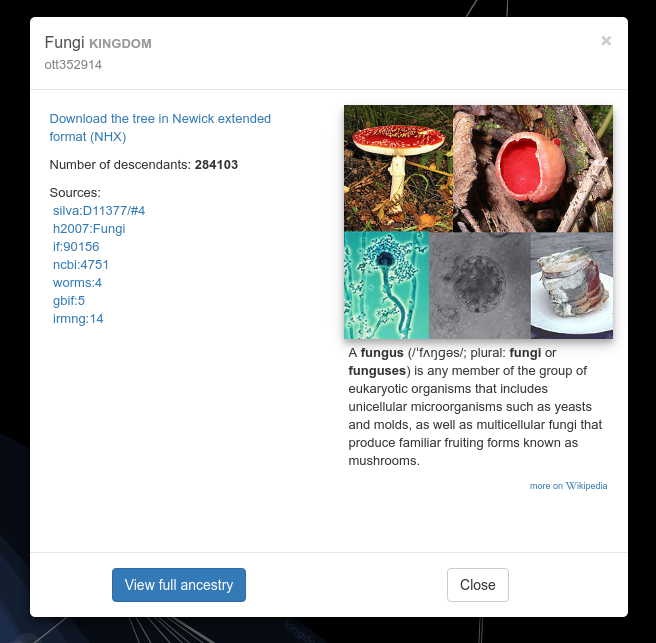 Fungi KINGDOM
×
ott352914
Download the tree in Newick extended
format (NHX)
Number of descendants: 284103
Sources:
silva:D11377/#4
h2007:Fungi
if:90156
ncbi:4751
worms:4
gbif:5
irmng:14
A fungus (/ˈfʌŋɡəs/; plural: fungi or
funguses) is any member of the group of
eukaryotic organisms that includes
unicellular microorganisms such as yeasts
and molds, as well as multicellular fungi that
produce familiar fruiting forms known as
mushrooms.
more on Wikipedia
View full ancestry
Close